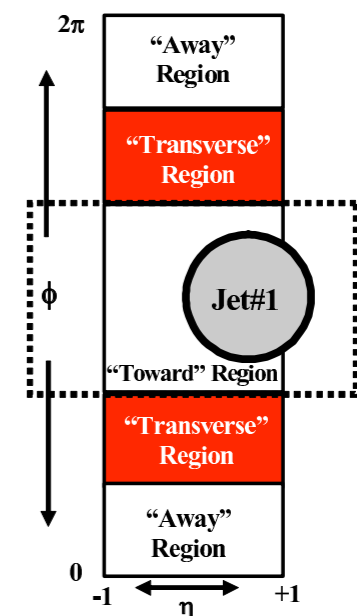 2π
“Away”
Region
“Transverse”
Region
ϕ
Jet#1
“Toward” Region
“Transverse”
Region
“Away”
Region
0
-1
+1
η